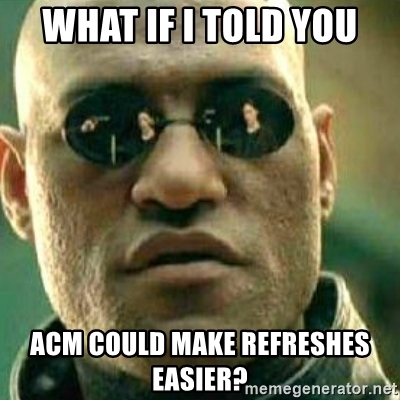 WHAT IF I TOLD YOU
ACM COULD MAKE REFRESHES
EASIER?
memegenerator.net